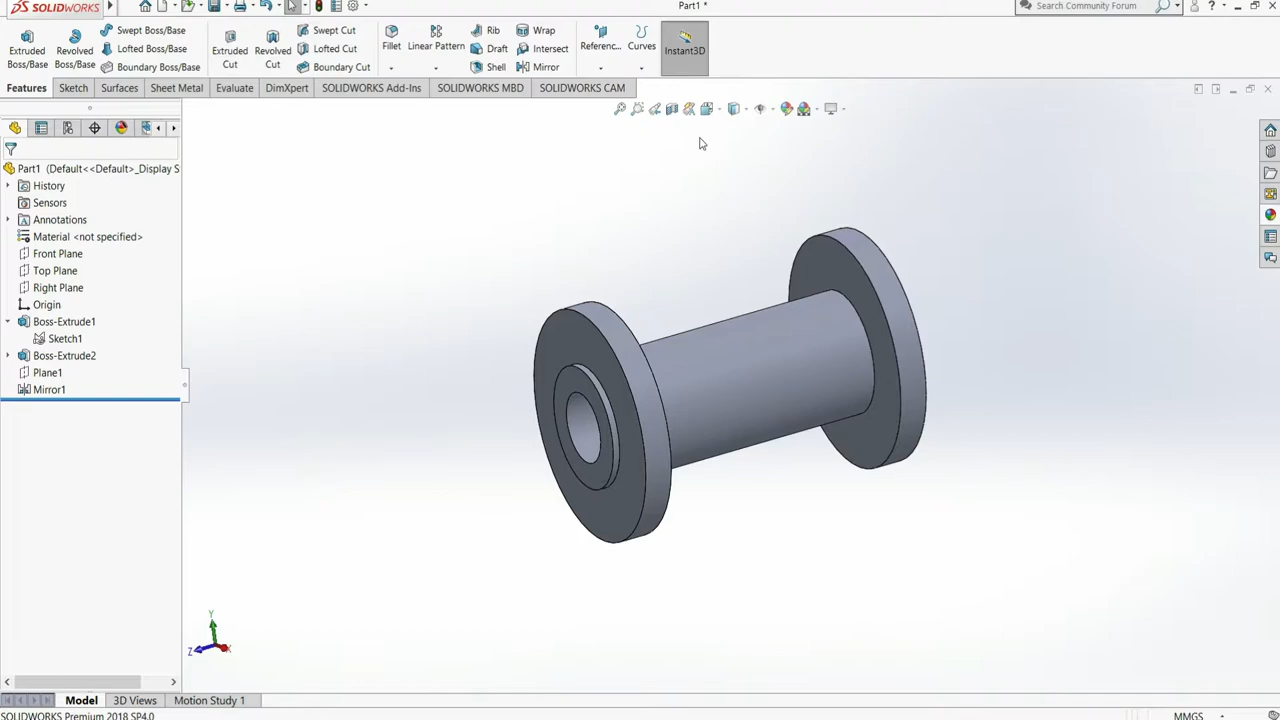 SOLIDWORKS
Part1 *
Search Community Forum
Extruded Boss/Base
Revolved Boss/Base
Swept Boss/Base
Lofted Boss/Base
Boundary Boss/Base
Extruded Cut
Revolved Cut
Swept Cut
Lofted Cut
Boundary Cut
Fillet
Linear Pattern
Rib
Draft
Shell
Wrap
Intersect
Mirror
Referenc...
Curves
Instant3D
Features
Sketch
Surfaces
Sheet Metal
Evaluate
DimXpert
SOLIDWORKS Add-Ins
SOLIDWORKS MBD
SOLIDWORKS CAM
Part1 (Default<<Default>_Display S
History
Sensors
Annotations
Material <not specified>
Front Plane
Top Plane
Right Plane
Origin
Boss-Extrude1
Sketch1
Boss-Extrude2
Plane1
Mirror1
Y
Z
X
Model
3D Views
Motion Study 1
SOLIDWORKS Premium 2018 SP4.0
MMGS